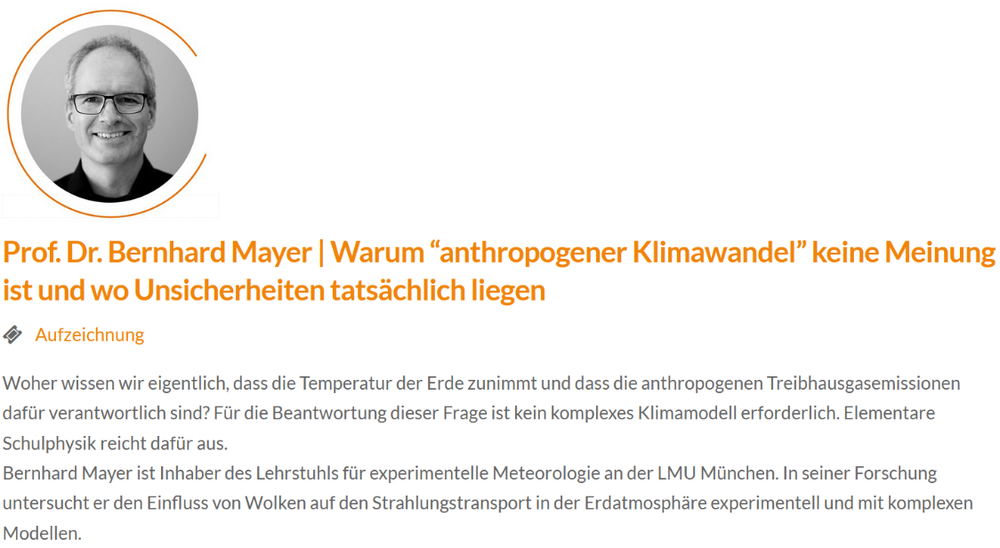 Prof. Dr. Bernhard Mayer | Warum “anthropogener Klimawandel” keine Meinung
ist und wo Unsicherheiten tatsächlich liegen
Aufzeichnung
Woher wissen wir eigentlich, dass die Temperatur der Erde zunimmt und dass die anthropogenen Treibhausgasemissionen
dafür verantwortlich sind? Für die Beantwortung dieser Frage ist kein komplexes Klimamodell erforderlich. Elementare
Schulphysik reicht dafür aus.
Bernhard Mayer ist Inhaber des Lehrstuhls für experimentelle Meteorologie an der LMU München. In seiner Forschung
untersucht er den Einfluss von Wolken auf den Strahlungstransport in der Erdatmosphäre experimentell und mit komplexen
Modellen.